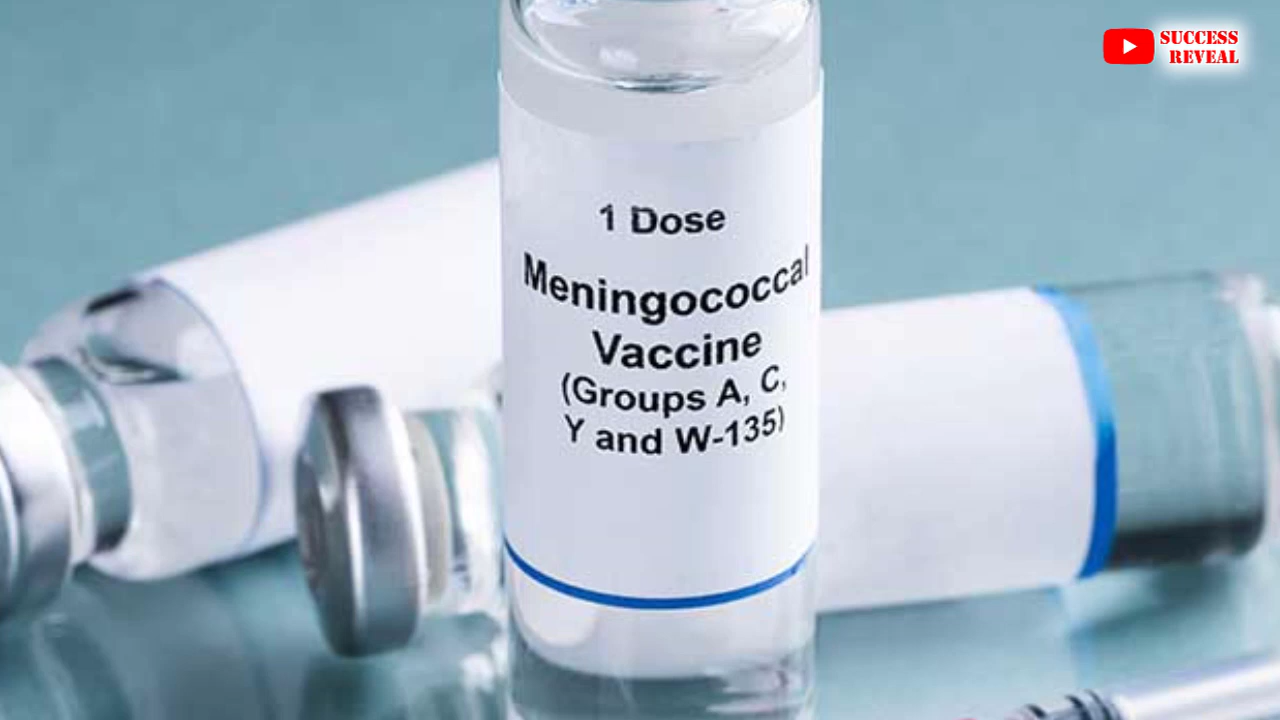 SUCCESS
REVEAL
1 Dose
Meningococcal
Vaccine
(Groups A, C,
Y and W-135)